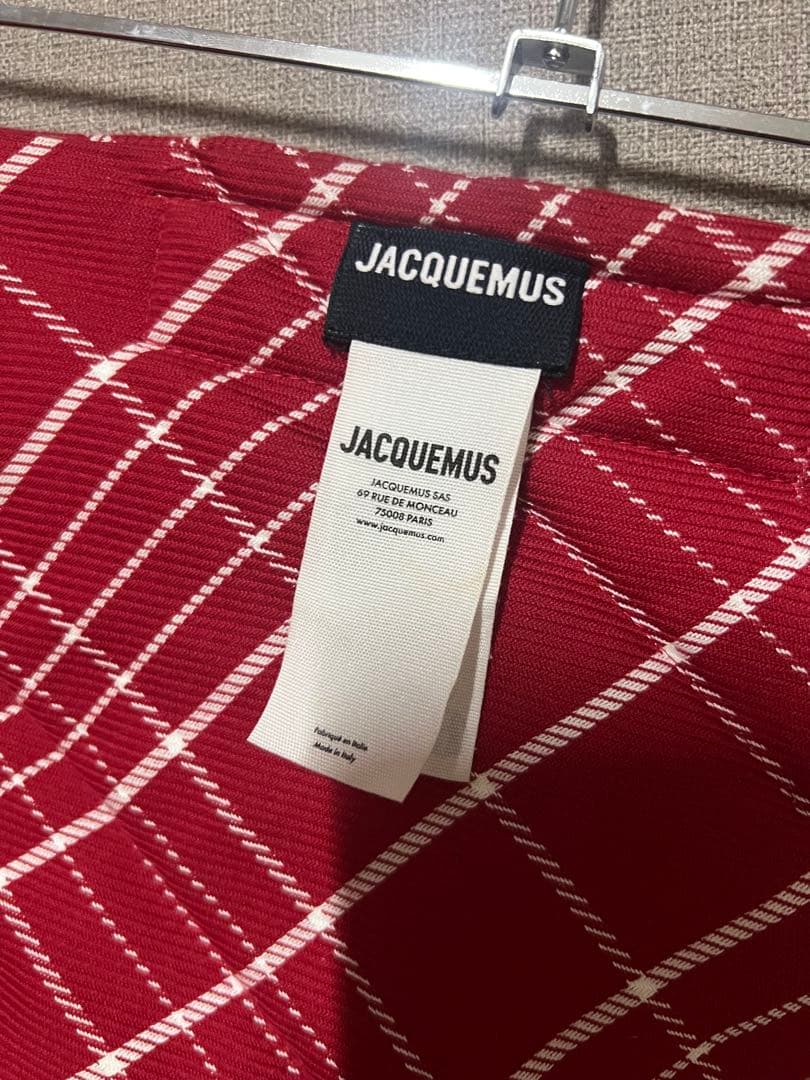 JACQUEMUS
JACQUEMUS
JACQUEMUS SAS
69 RUE DE MONCEAU
75008 PARIS
www.jacquemus.com
Fabriqué en Italie
Made in Italy